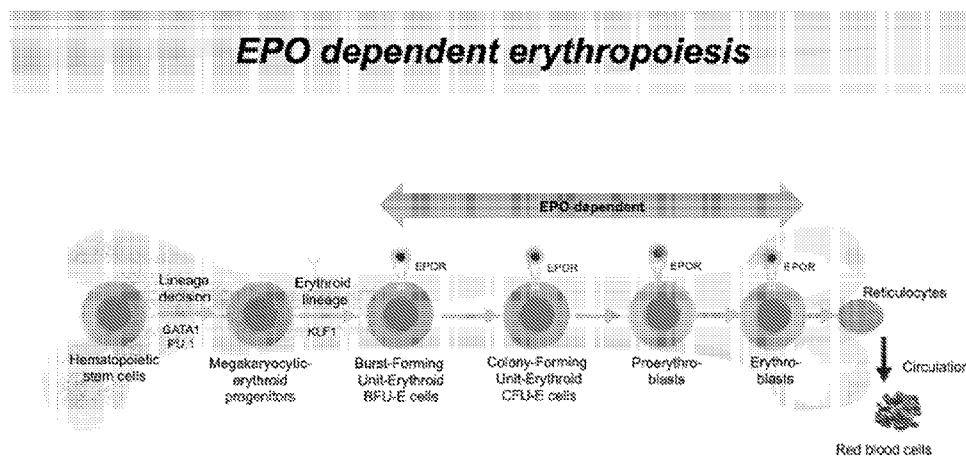 EPO dependent erythropoiesis
EPO dependent
EPOR
EPOR
EPOR
EPOR
Lineage
decision
GATA1
PU.1
Erythroid
lineage
KLF1
Reticulocytes
Hematopoietic
stem cells
Megakaryocytic-
erythroid
progenitors
Burst-Forming
Unit-Erythroid
BFU-E cells
Colony-Forming
Unit-Erythroid
CFU-E cells
Proerythro-
blasts
Erythro-
blasts
Circulation
Red blood cells